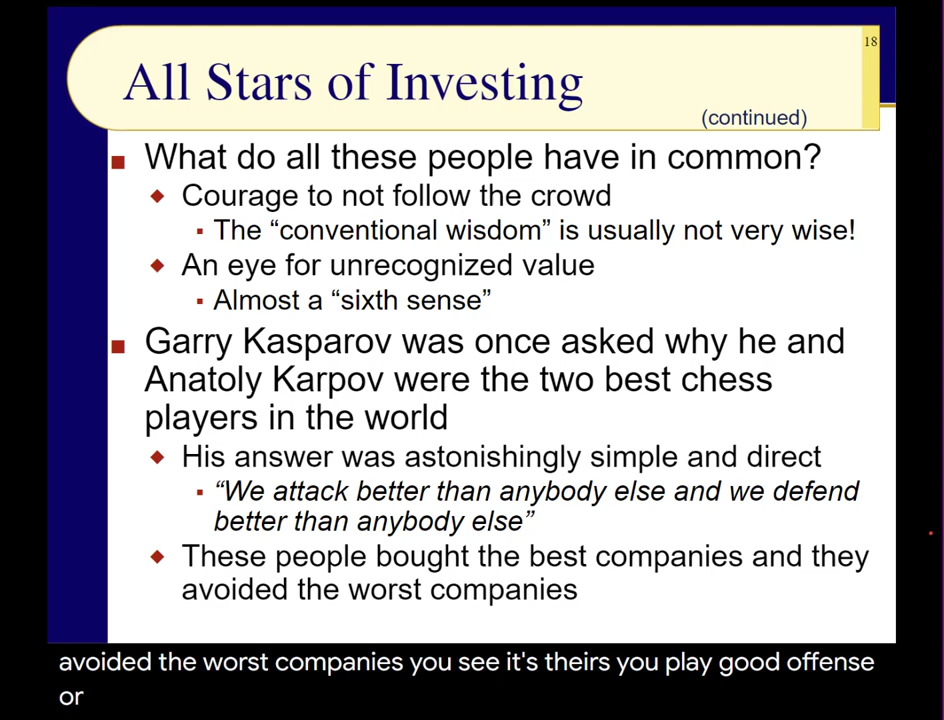 18
All Stars of Investing
(continued)
What do all these people have in common?
Courage to not follow the crowd
The “conventional wisdom” is usually not very wise!
An eye for unrecognized value
Almost a “sixth sense”
Garry Kasparov was once asked why he and
Anatoly Karpov were the two best chess
players in the world
His answer was astonishingly simple and direct
“We attack better than anybody else and we defend
better than anybody else”
These people bought the best companies and they
avoided the worst companies
avoided the worst companies you see it's theirs you play good offense
or